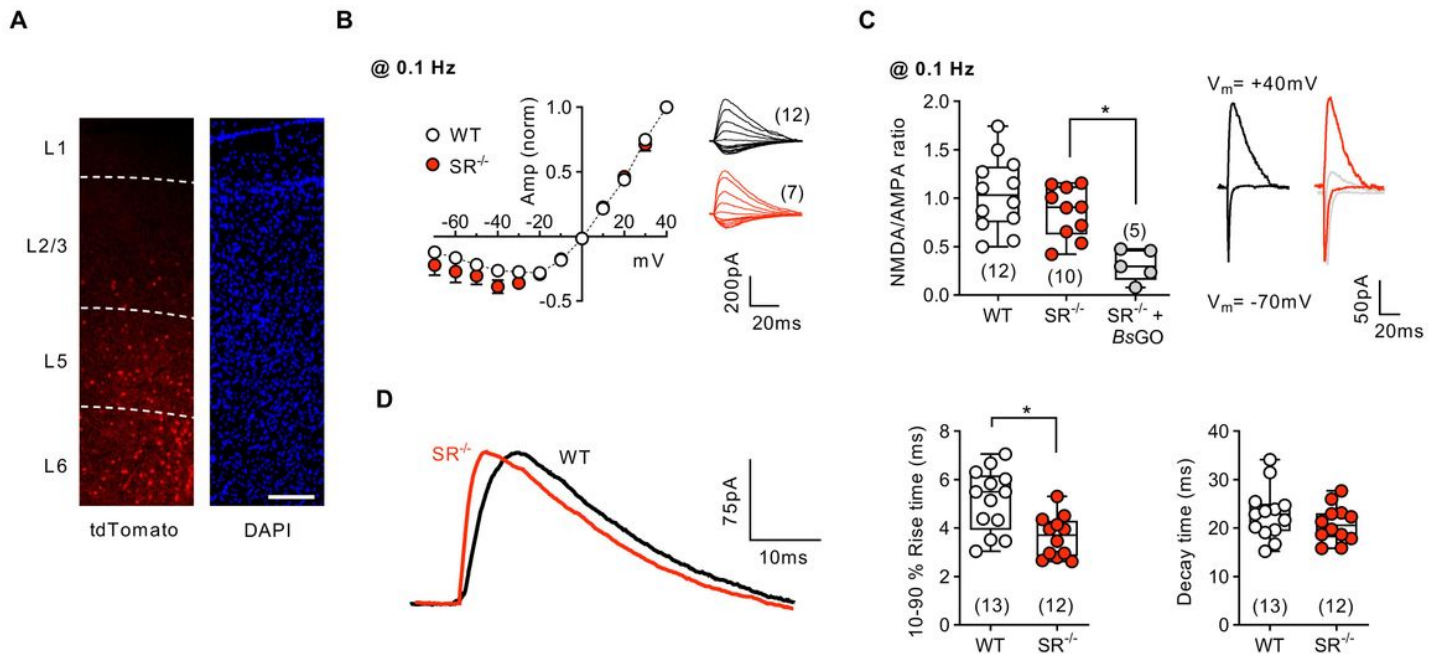 A
L1
L2/3
L5
L6
tdTomato
DAPI
B
@ 0.1 Hz
WT
SR-/-
Amp (norm)
1.0
0.5
-0.5
-60
-40
-20
0
20
40
mV
(12)
(7)
200pA
20ms
C
@ 0.1 Hz
NMDA/AMPA ratio
2.0
1.5
1.0
0.5
0.0
*
(12)
(10)
(5)
WT
SR-/-
SR-/- +
BsGO
Vm= +40mV
Vm= -70mV
50pA
20ms
D
SR-/-
WT
75pA
10ms
10-90 % Rise time (ms)
8
6
4
2
0
*
(13)
(12)
WT
SR-/-
Decay time (ms)
40
30
20
10
0
(13)
(12)
WT
SR-/-